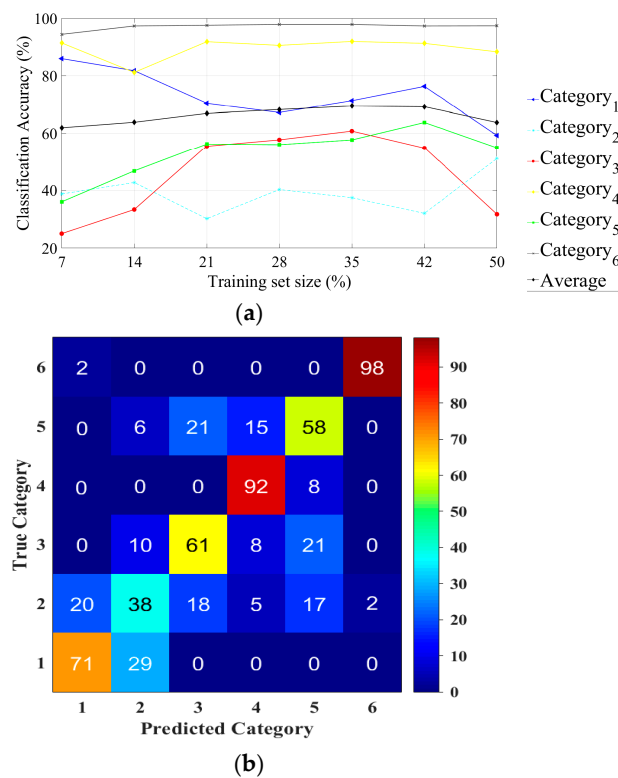 100
80
60
40
20
Classification Accuracy (%)
7 14 21 28 35 42 50
Training set size (%)
Category1
Category2
Category3
Category4
Category5
Category6
Average
(a)
True Category
6 2 0 0 0 0 98
5 0 6 21 15 58 0
4 0 0 0 92 8 0
3 0 10 61 8 21 0
2 20 38 18 5 17 2
1 71 29 0 0 0 0
1 2 3 4 5 6
Predicted Category
90
80
70
60
50
40
30
20
10
0
(b)